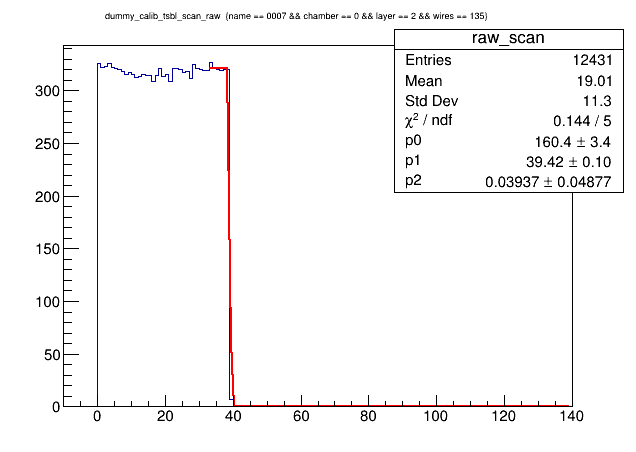 dummy_calib_tsbl_scan_raw (name == 0007 && chamber == 0 && layer == 2 && wires == 135)
raw_scan
Entries 12431
Mean 19.01
Std Dev 11.3
χ² / ndf 0.144 / 5
p0 160.4 ± 3.4
p1 39.42 ± 0.10
p2 0.03937 ± 0.04877
300
250
200
150
100
50
0
0 20 40 60 80 100 120 140